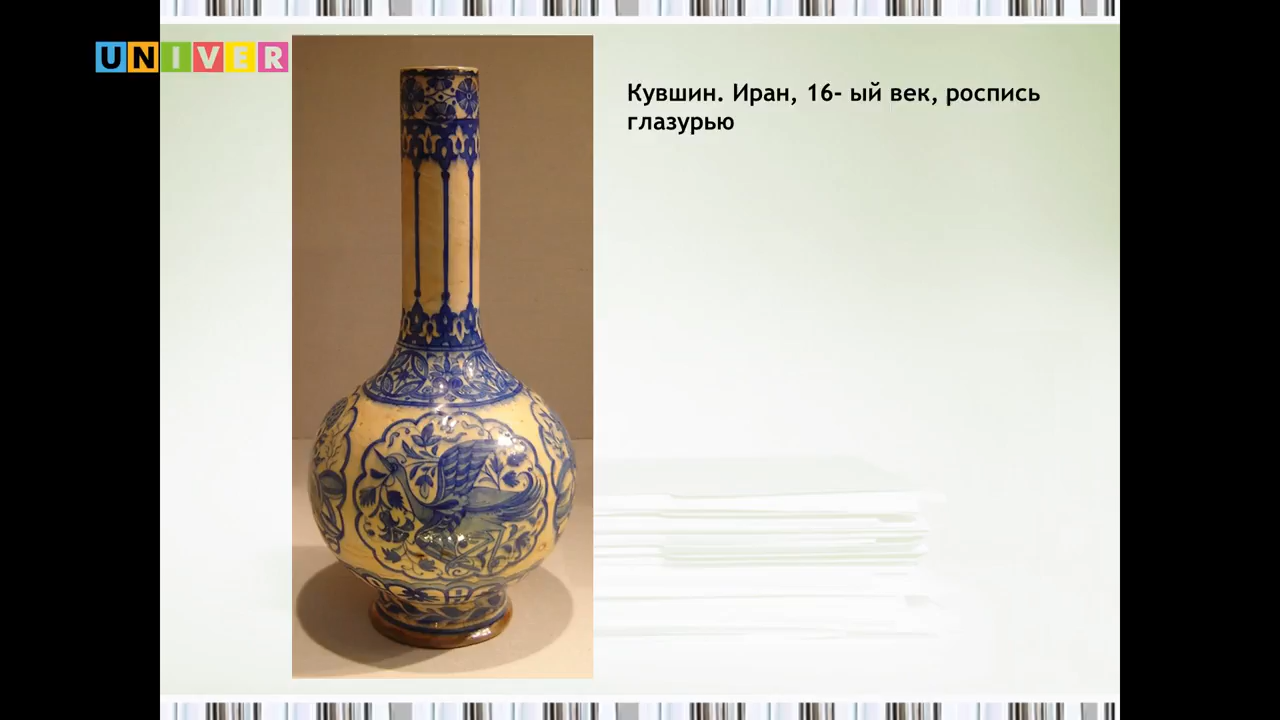 UNIVER
Кувшин. Иран, 16- ый век, роспись
глазурью